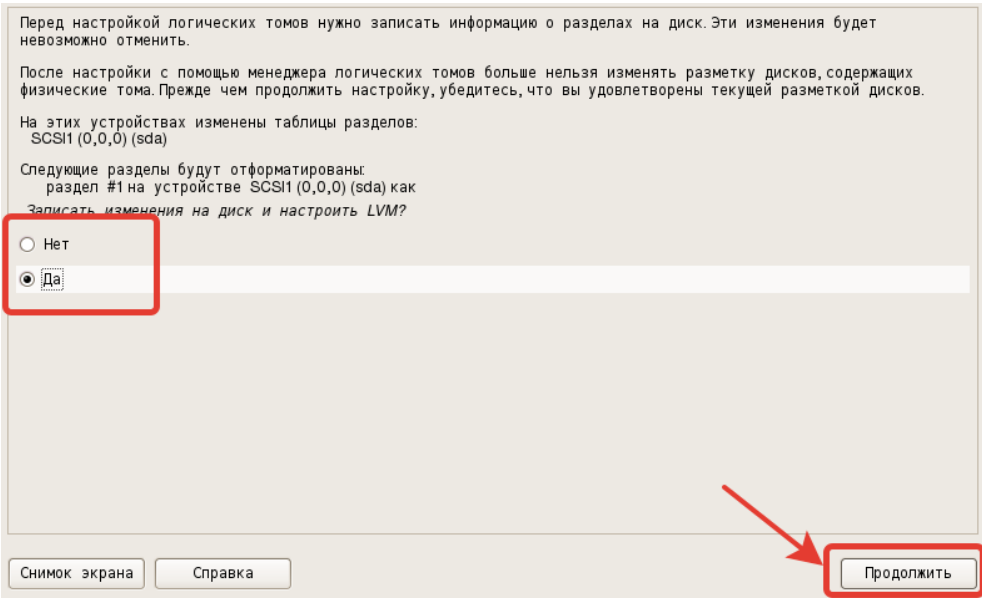 Перед настройкой логических томов нужно записать информацию о разделах на диск. Эти изменения будет
невозможно отменить.
После настройки с помощью менеджера логических томов больше нельзя изменять разметку дисков, содержащих
физические тома. Прежде чем продолжить настройку, убедитесь, что вы удовлетворены текущей разметкой дисков.
На этих устройствах изменены таблицы разделов:
SCSI1 (0,0,0) (sda)
Следующие разделы будут отформатированы:
раздел #1 на устройстве SCSI1 (0,0,0) (sda) как
Записать изменения на диск и настроить LVM?
Нет
Да
Снимок экрана Справка Продолжить